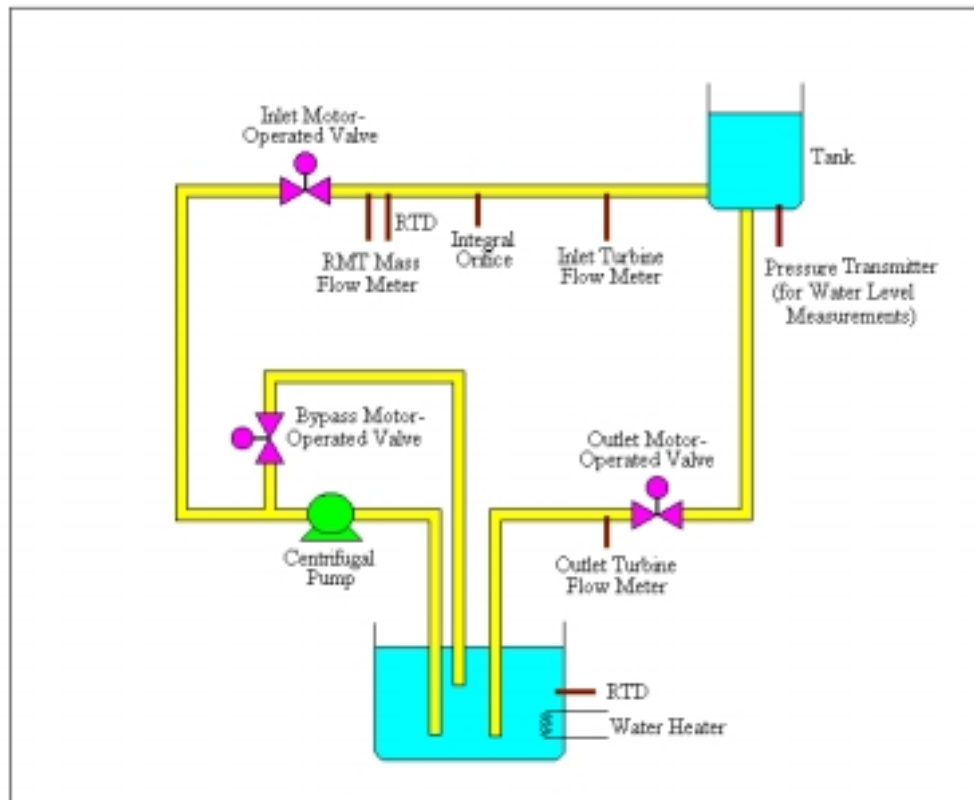 Inlet Motor-
Operated Valve
Tank
RTD
RMT Mass
Flow Meter
Integral
Orifice
Inlet Turbine
Flow Meter
Pressure Transmitter
(for Water Level
Measurements)
Bypass Motor-
Operated Valve
Outlet Motor-
Operated Valve
Centrifugal
Pump
Outlet Turbine
Flow Meter
RTD
Water Heater